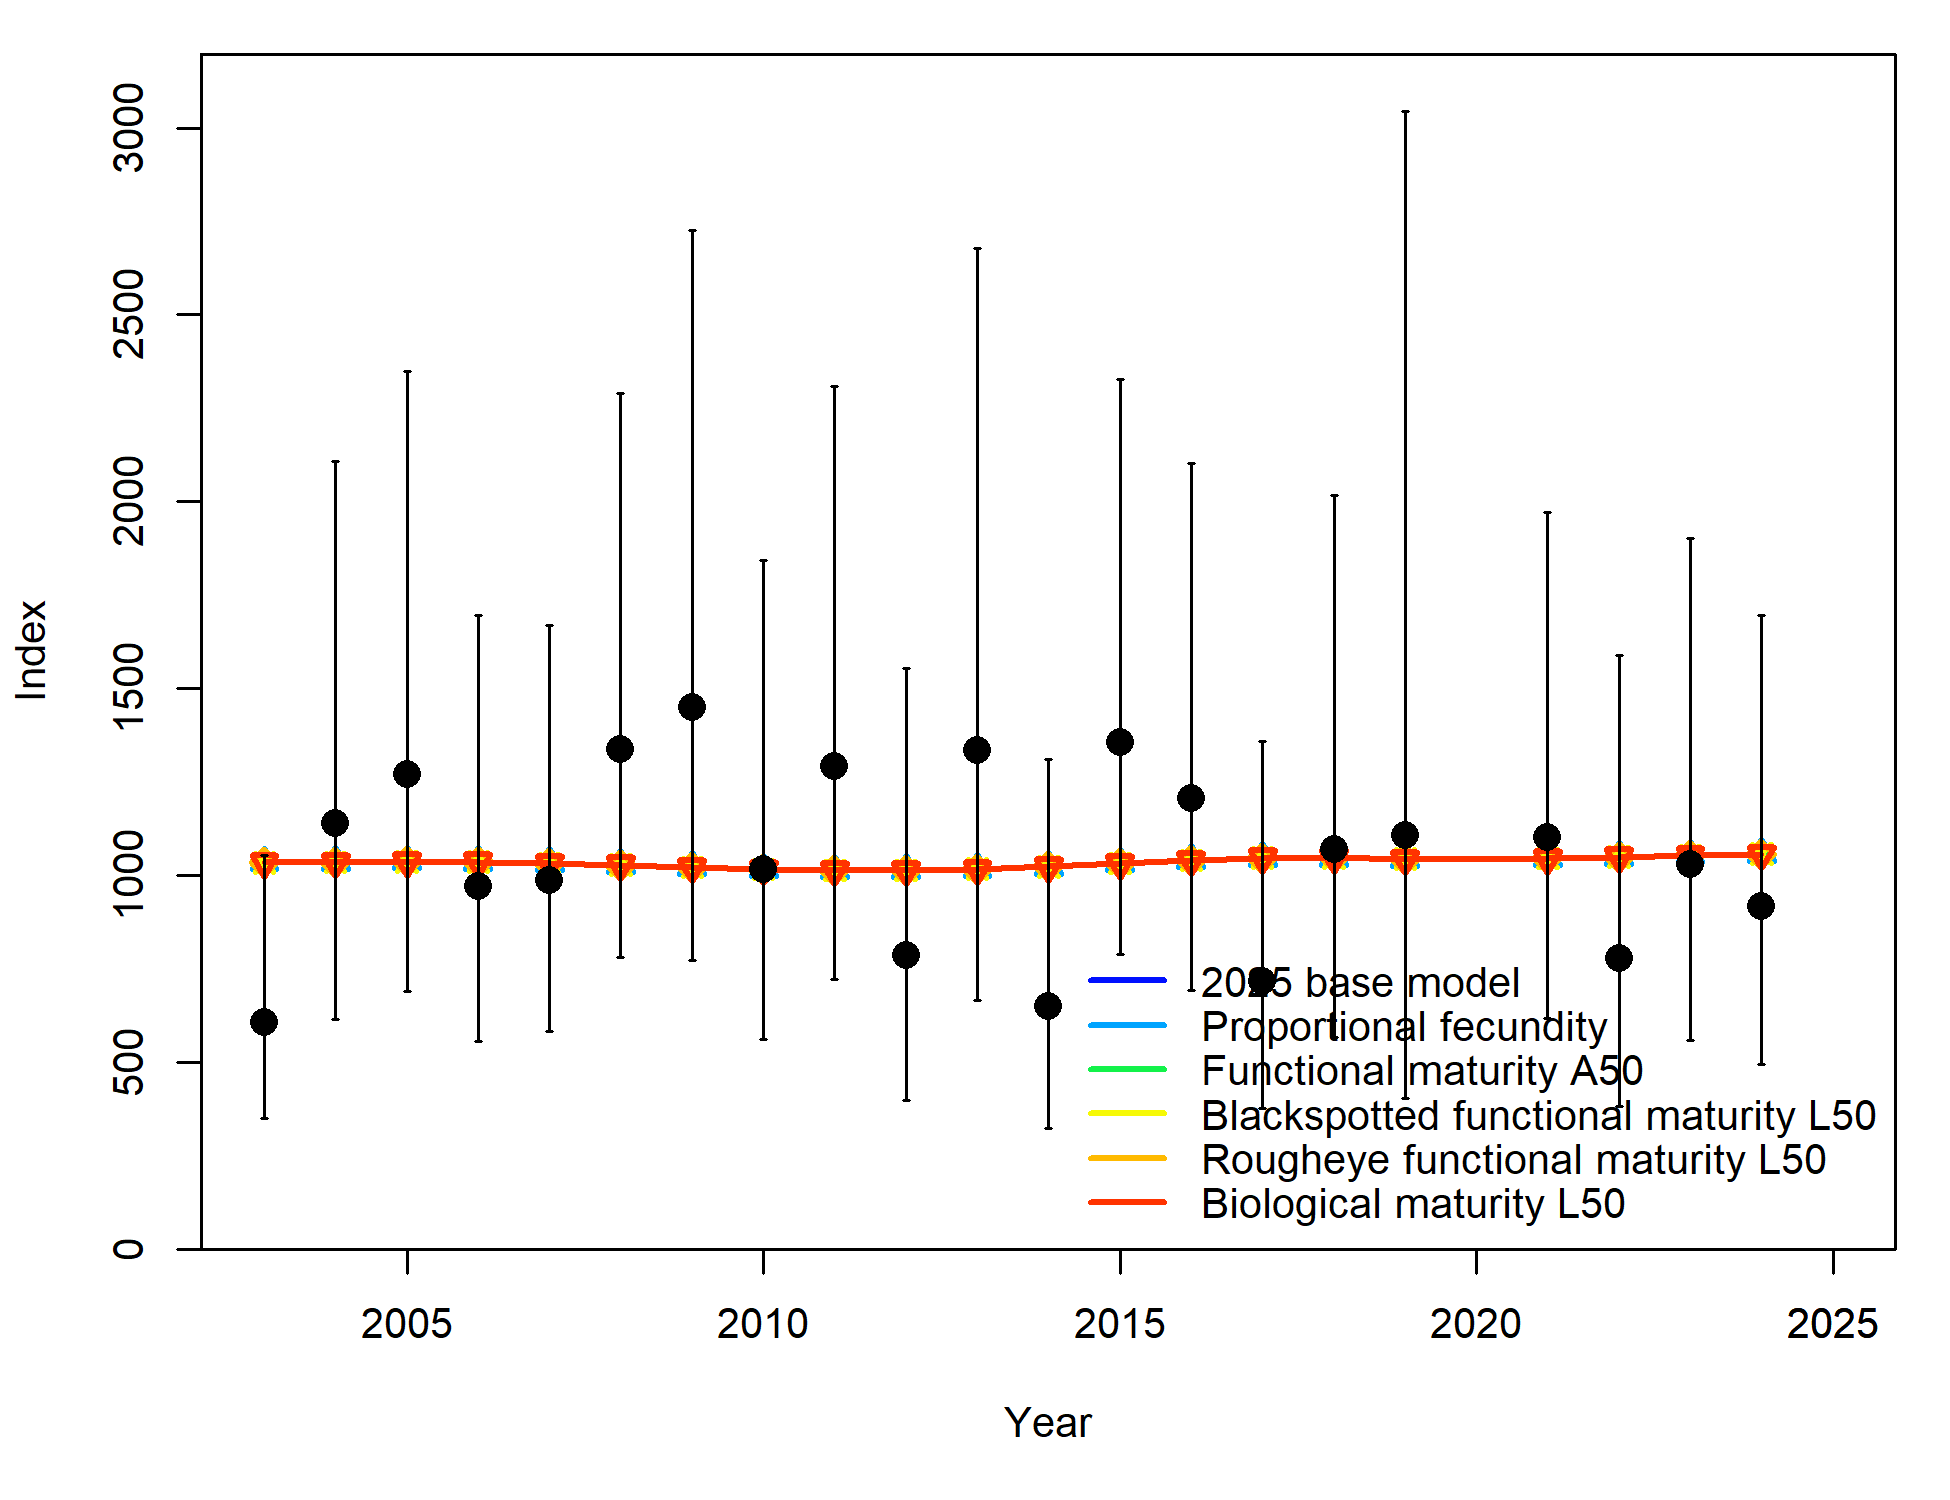 3000
2500
2000
1500
1000
500
0
Index
2025 base model
Proportional fecundity
Functional maturity A50
Blackspotted functional maturity L50
Rougheye functional maturity L50
Biological maturity L50
2005 2010 2015 2020 2025
Year